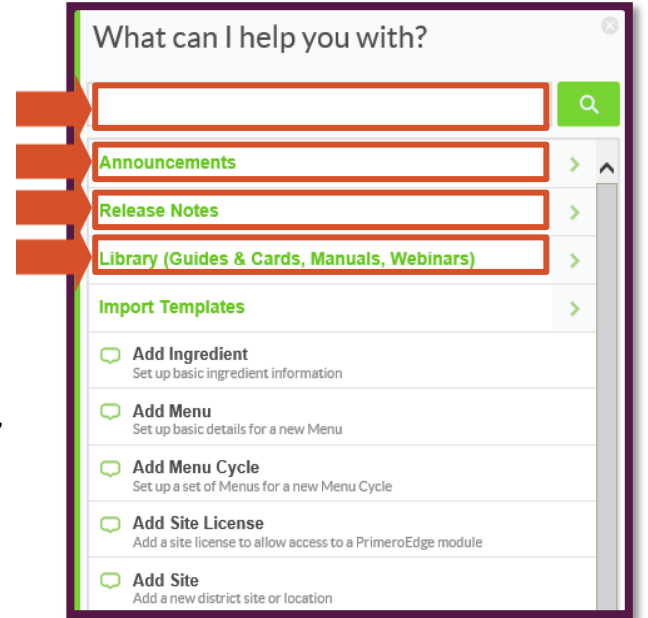 What can I help you with?
Announcements
Release Notes
Library (Guides & Cards, Manuals, Webinars)
Import Templates
Add Ingredient
Set up basic ingredient information
Add Menu
Set up basic details for a new Menu
Add Menu Cycle
Set up a set of Menus for a new Menu Cycle
Add Site License
Add a site license to allow access to a PrimeroEdge module
Add Site
Add a new district site or location
,